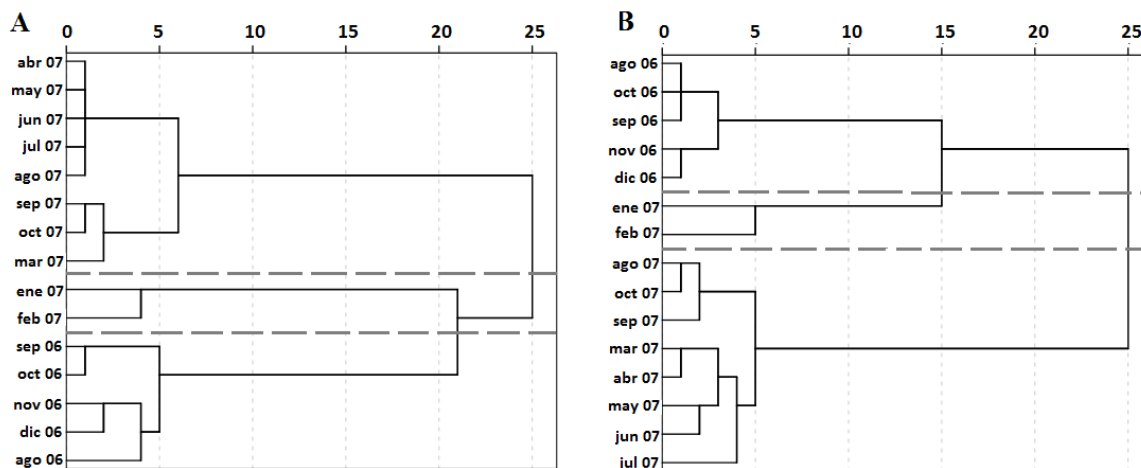 A
0 5 10 15 20 25
abr 07
may 07
jun 07
jul 07
ago 07
sep 07
oct 07
mar 07
ene 07
feb 07
sep 06
oct 06
nov 06
dic 06
ago 06
B
0 5 10 15 20 25
ago 06
oct 06
sep 06
nov 06
dic 06
ene 07
feb 07
ago 07
oct 07
sep 07
mar 07
abr 07
may 07
jun 07
jul 07